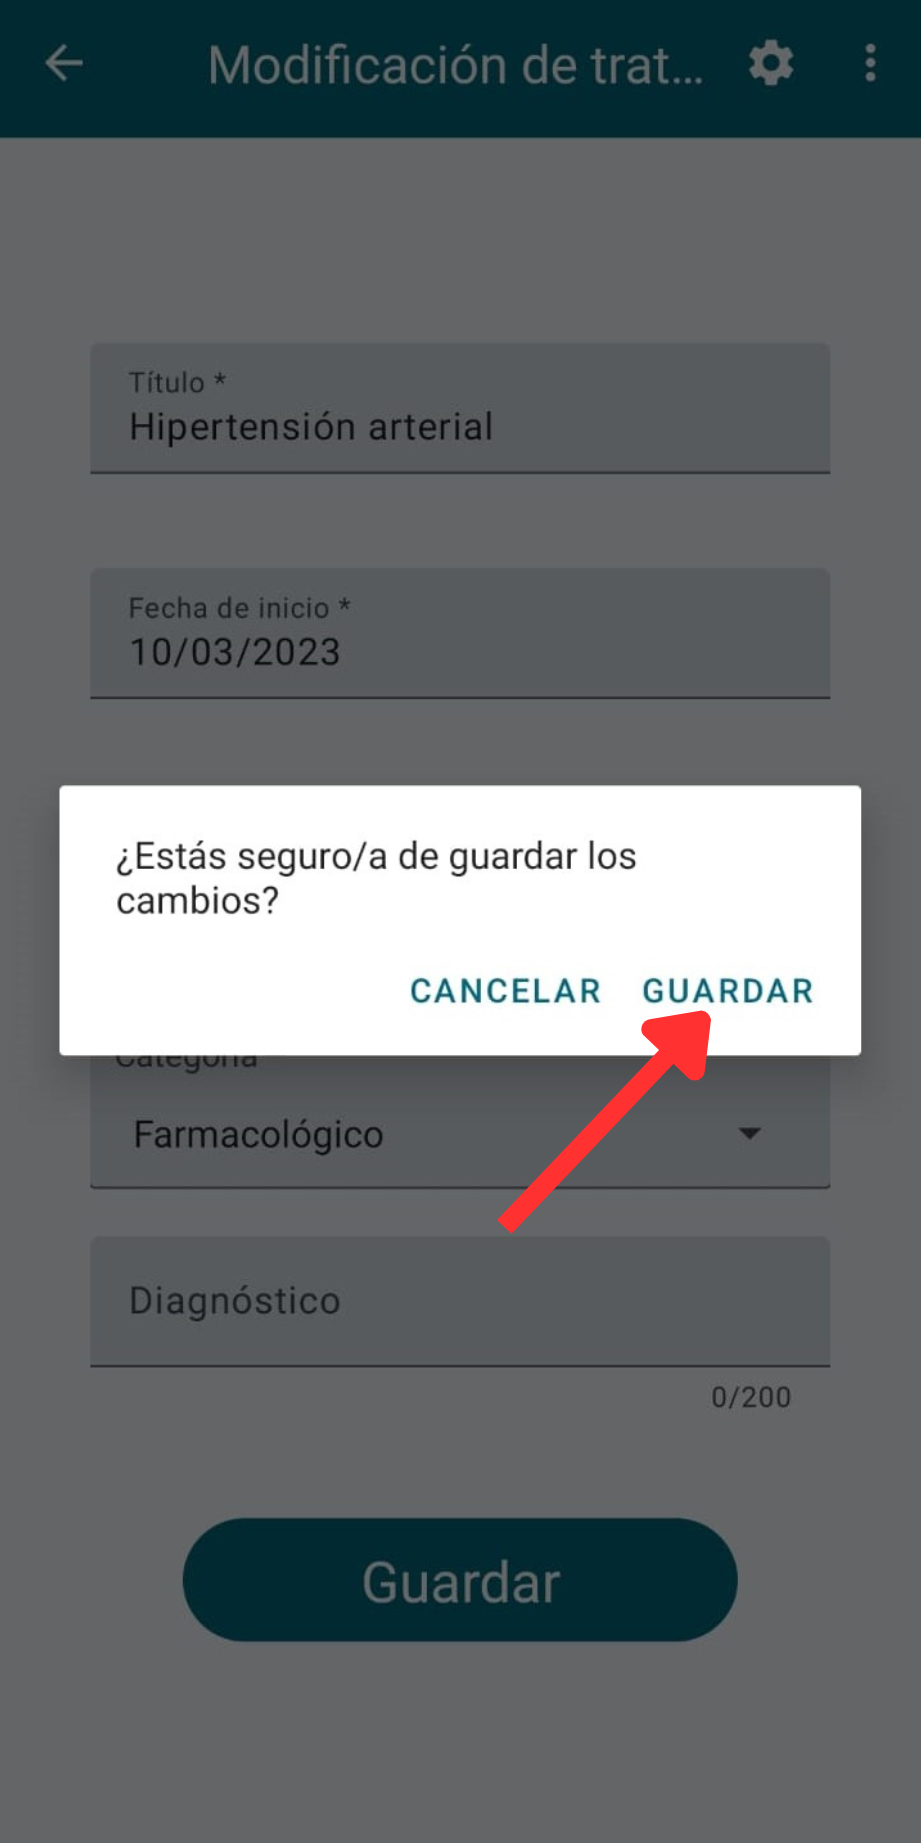 Modificación de trat...
Título *
Hipertensión arterial
Fecha de inicio *
10/03/2023
¿Estás seguro/a de guardar los
cambios?
CANCELAR GUARDAR
Categoría
Farmacológico
Diagnóstico
0/200
Guardar